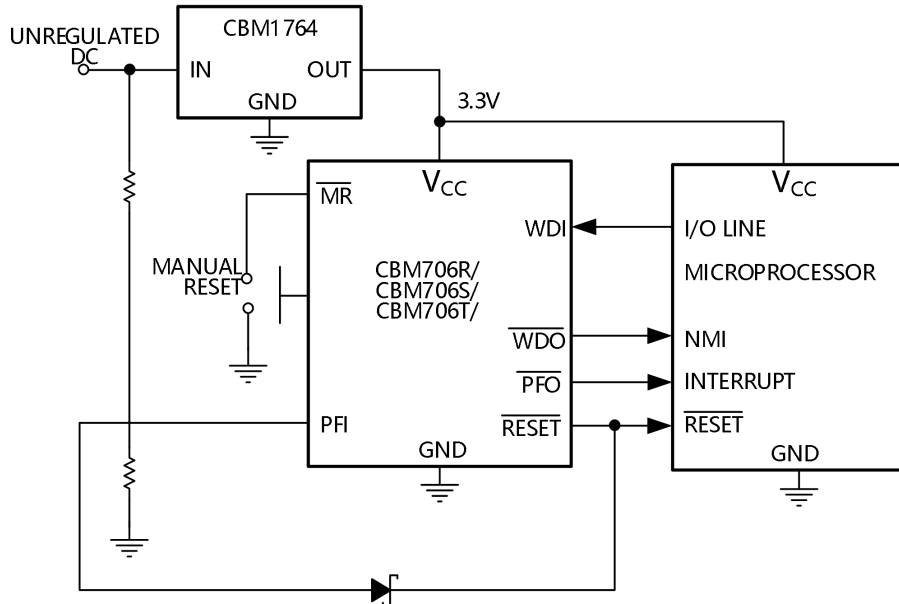 CBM1764
UNREGULATED
DC
IN
OUT
GND
3.3V
MR
VCC
VCC
WDI
I/O LINE
MANUAL
RESET
CBM706R/
CBM706S/
CBM706T/
MICROPROCESSOR
WDO
NMI
PFO
INTERRUPT
PFI
RESET
RESET
GND
GND